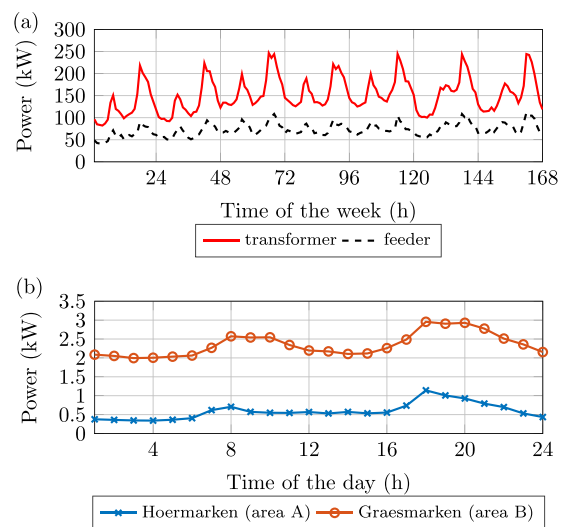 (a)
300
250
200
150
100
50
0
Power (kW)
24 48 72 96 120 144 168
Time of the week (h)
transformer feeder
(b)
3.5
3
2.5
2
1.5
1
0.5
0
Power (kW)
4 8 12 16 20 24
Time of the day (h)
Hoermarken (area A) Graesmarken (area B)